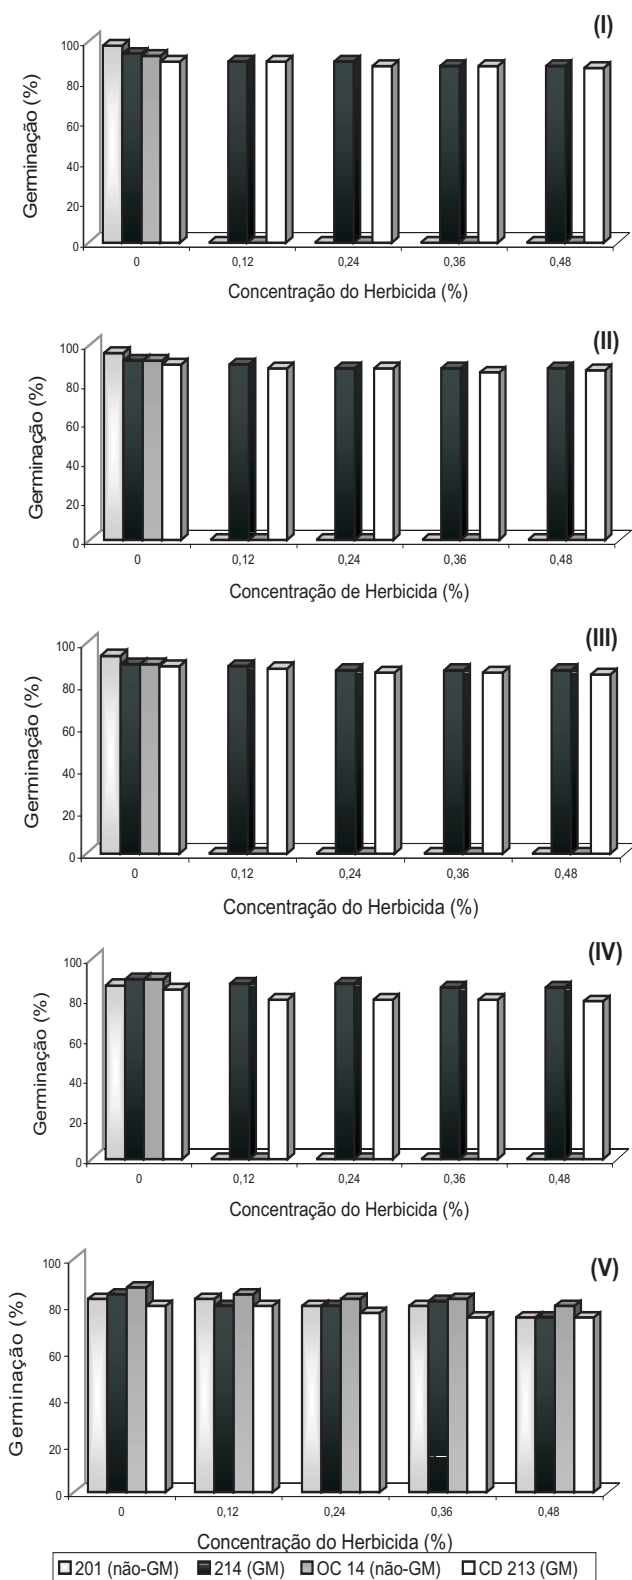 (I)
Germinação (%)
100
80
60
40
20
0
0 0,12 0,24 0,36 0,48
Concentração do Herbicida (%)
(II)
Germinação (%)
100
80
60
40
20
0
0 0,12 0,24 0,36 0,48
Concentração de Herbicida (%)
(III)
Germinação (%)
100
80
60
40
20
0
0 0,12 0,24 0,36 0,48
Concentração do Herbicida (%)
(IV)
Germinação (%)
100
80
60
40
20
0
0 0,12 0,24 0,36 0,48
Concentração do Herbicida (%)
(V)
Germinação (%)
100
80
60
40
20
0
0 0,12 0,24 0,36 0,48
Concentração do Herbicida (%)
201 (não-GM) 214 (GM) OC 14 (não-GM) CD 213 (GM)